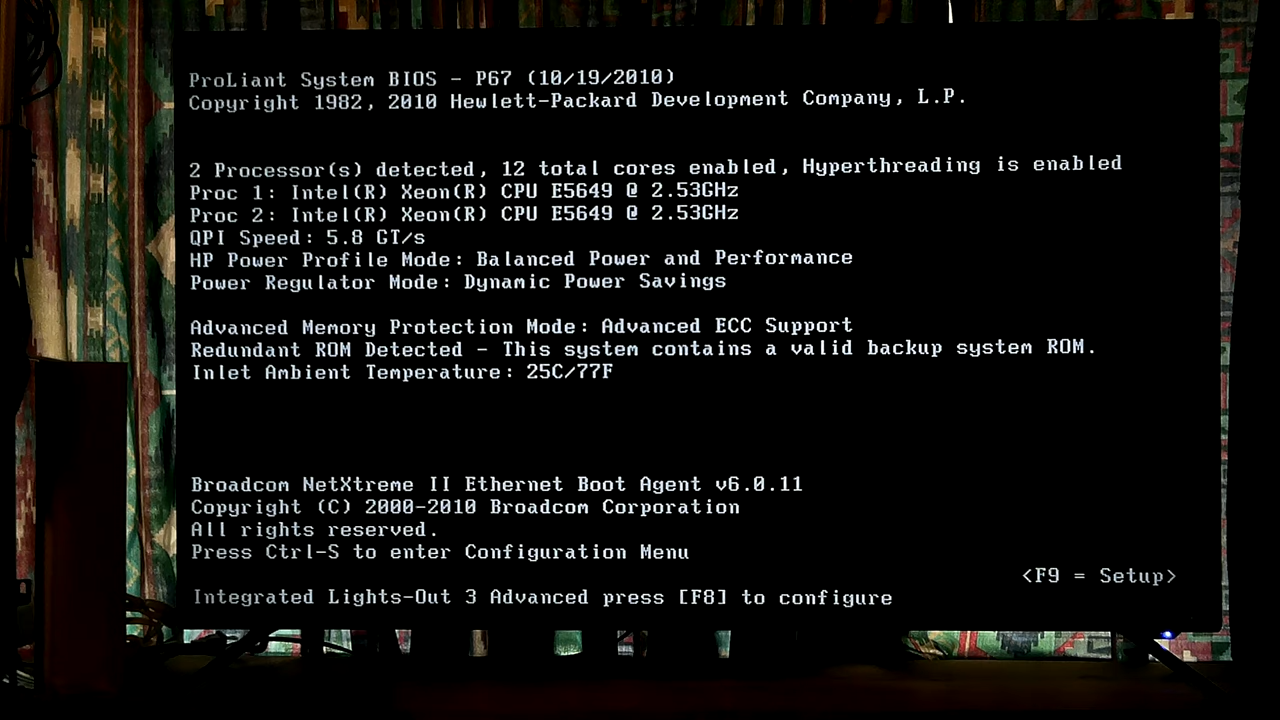 ProLiant System BIOS - P67 (10/19/2010)
Copyright 1982, 2010 Hewlett-Packard Development Company, L.P.
2 Processor(s) detected, 12 total cores enabled, Hyperthreading is enabled
Proc 1: Intel(R) Xeon(R) CPU E5649 @ 2.53GHz
Proc 2: Intel(R) Xeon(R) CPU E5649 @ 2.53GHz
QPI Speed: 5.8 GT/s
HP Power Profile Mode: Balanced Power and Performance
Power Regulator Mode: Dynamic Power Savings
Advanced Memory Protection Mode: Advanced ECC Support
Redundant ROM Detected - This system contains a valid backup system ROM.
Inlet Ambient Temperature: 25C/77F
Broadcom NetXtreme II Ethernet Boot Agent v6.0.11
Copyright (C) 2000-2010 Broadcom Corporation
All rights reserved.
Press Ctrl-S to enter Configuration Menu
<F9 = Setup>
Integrated Lights-Out 3 Advanced press [F8] to configure